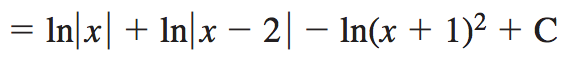 = ln|x| + ln|x − 2| − ln(x + 1)² + C